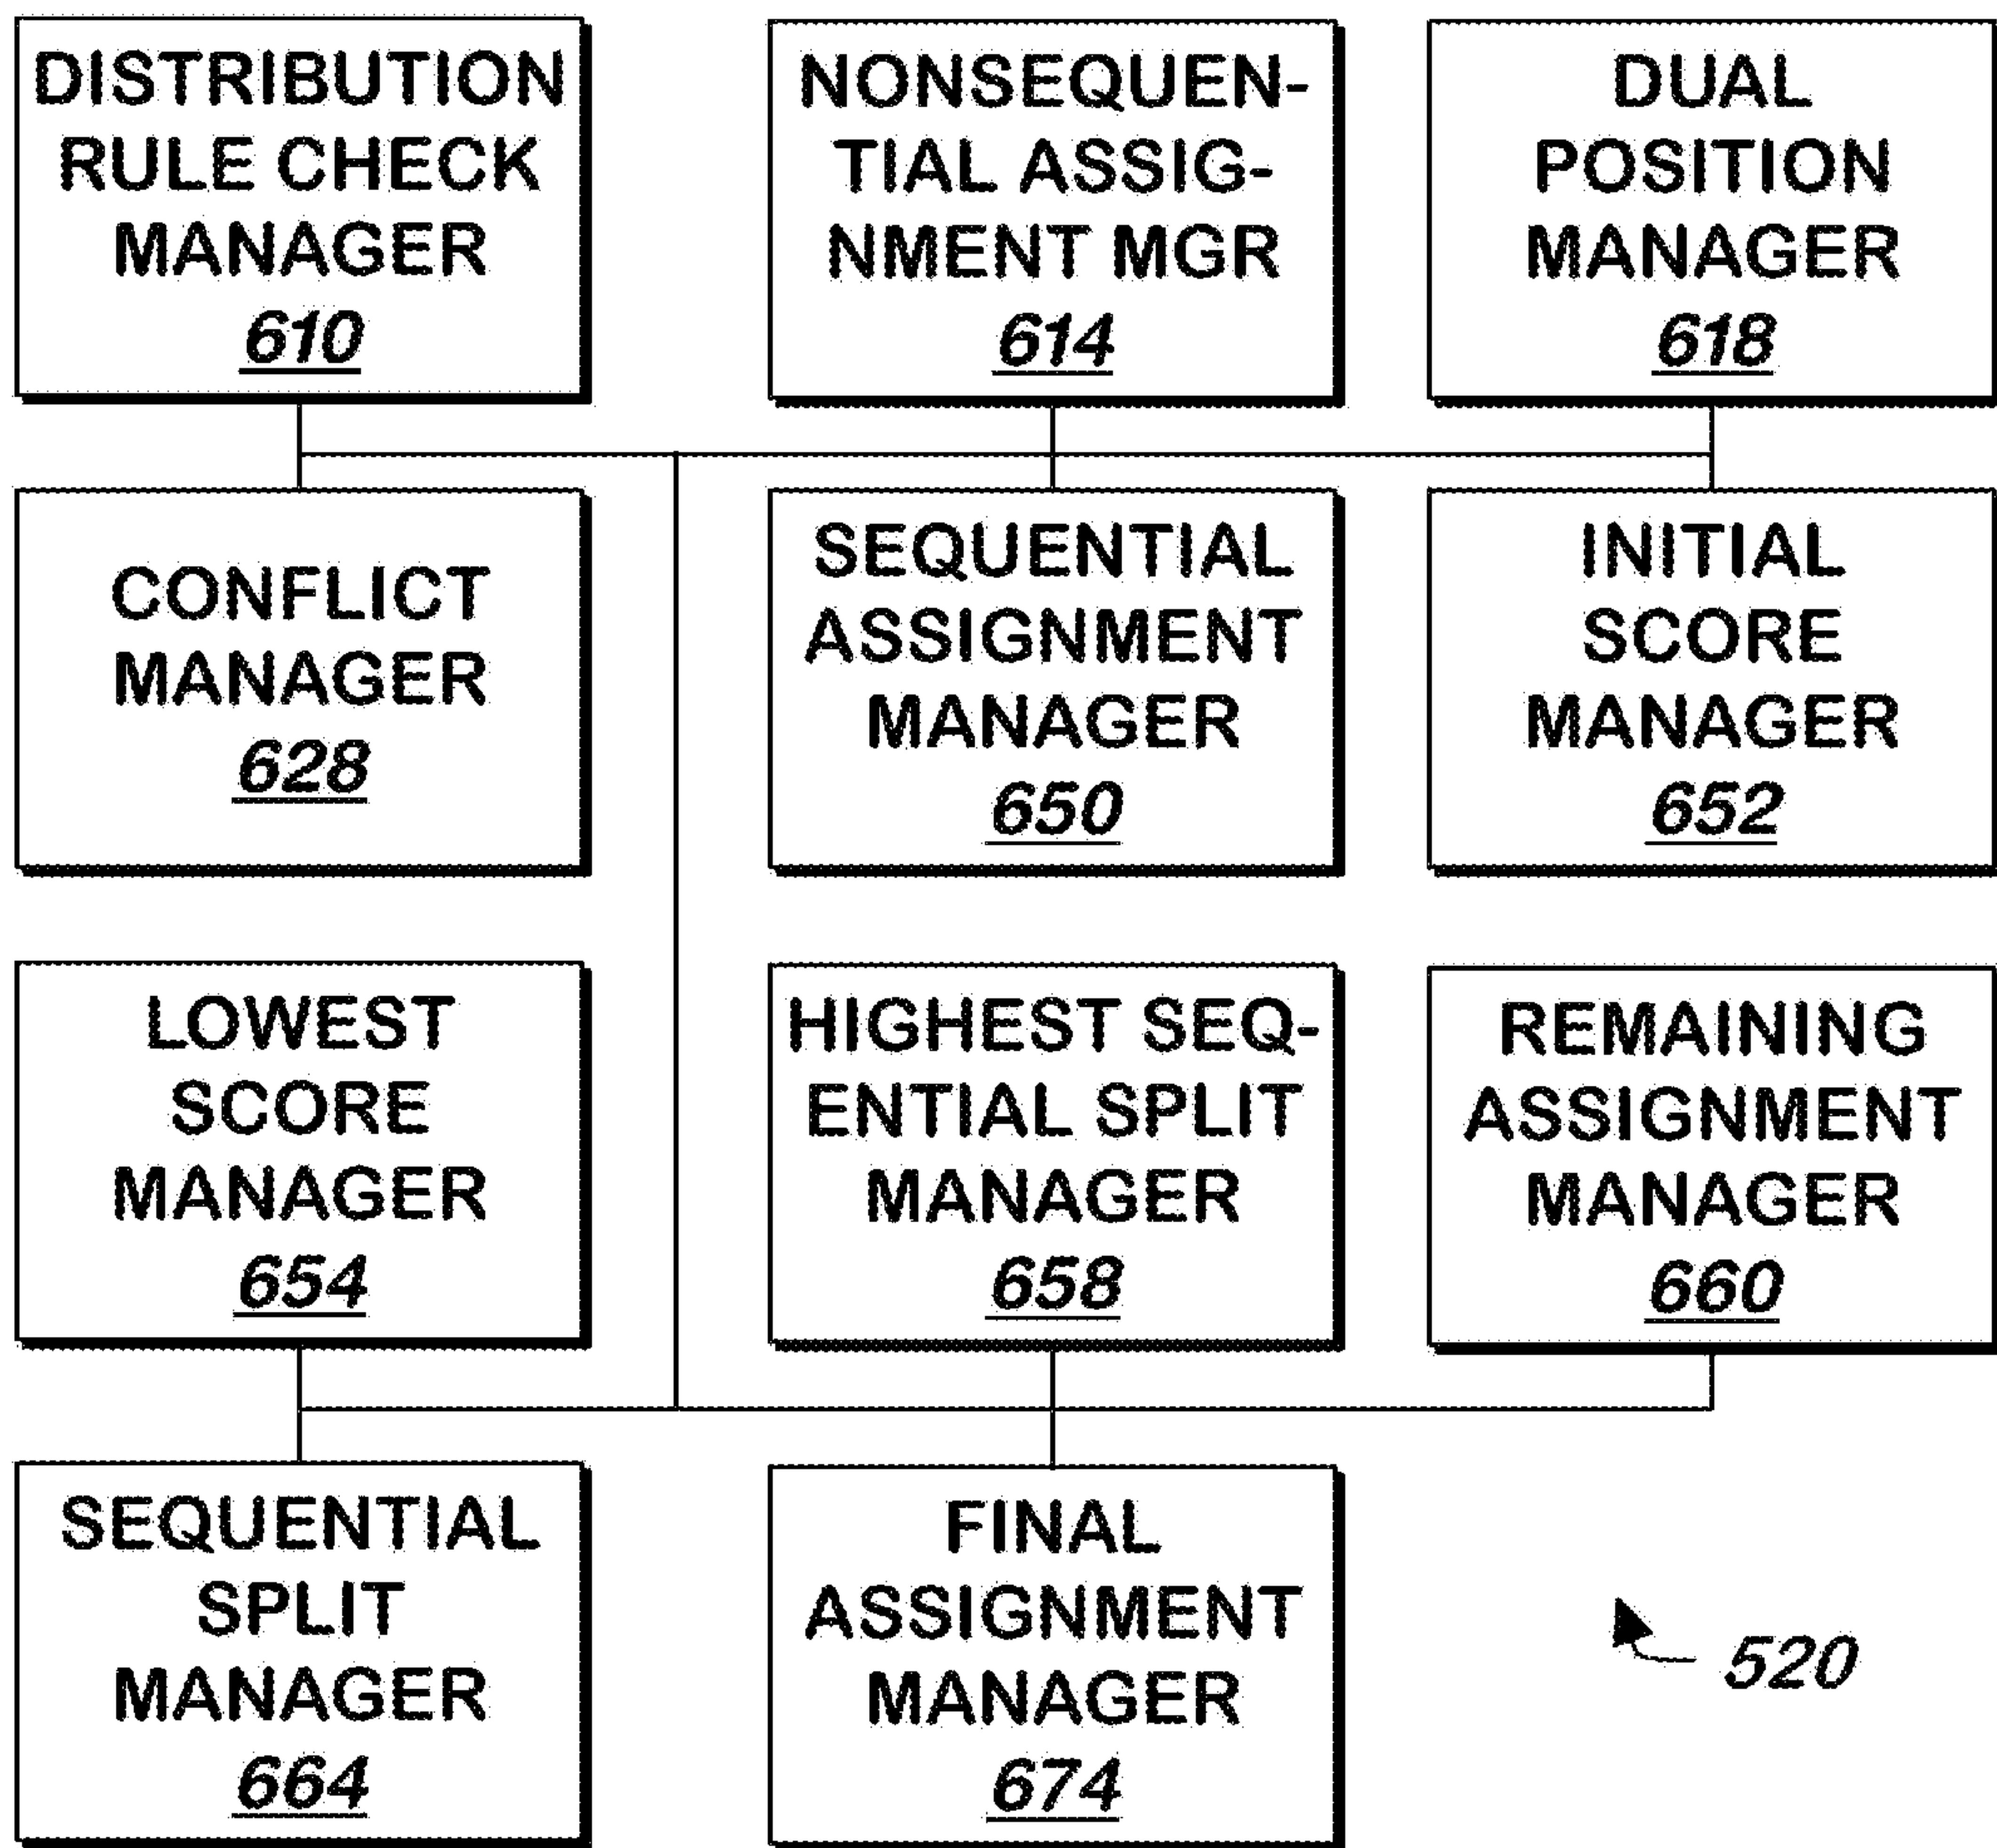 DISTRIBUTION
RULE CHECK
MANAGER
610
NONSEQUEN-
TIAL ASSIG-
NMENT MGR
614
DUAL
POSITION
MANAGER
618
CONFLICT
MANAGER
628
SEQUENTIAL
ASSIGNMENT
MANAGER
650
INITIAL
SCORE
MANAGER
652
LOWEST
SCORE
MANAGER
654
HIGHEST SEQ-
ENTIAL SPLIT
MANAGER
658
REMAINING
ASSIGNMENT
MANAGER
660
SEQUENTIAL
SPLIT
MANAGER
664
FINAL
ASSIGNMENT
MANAGER
674
520